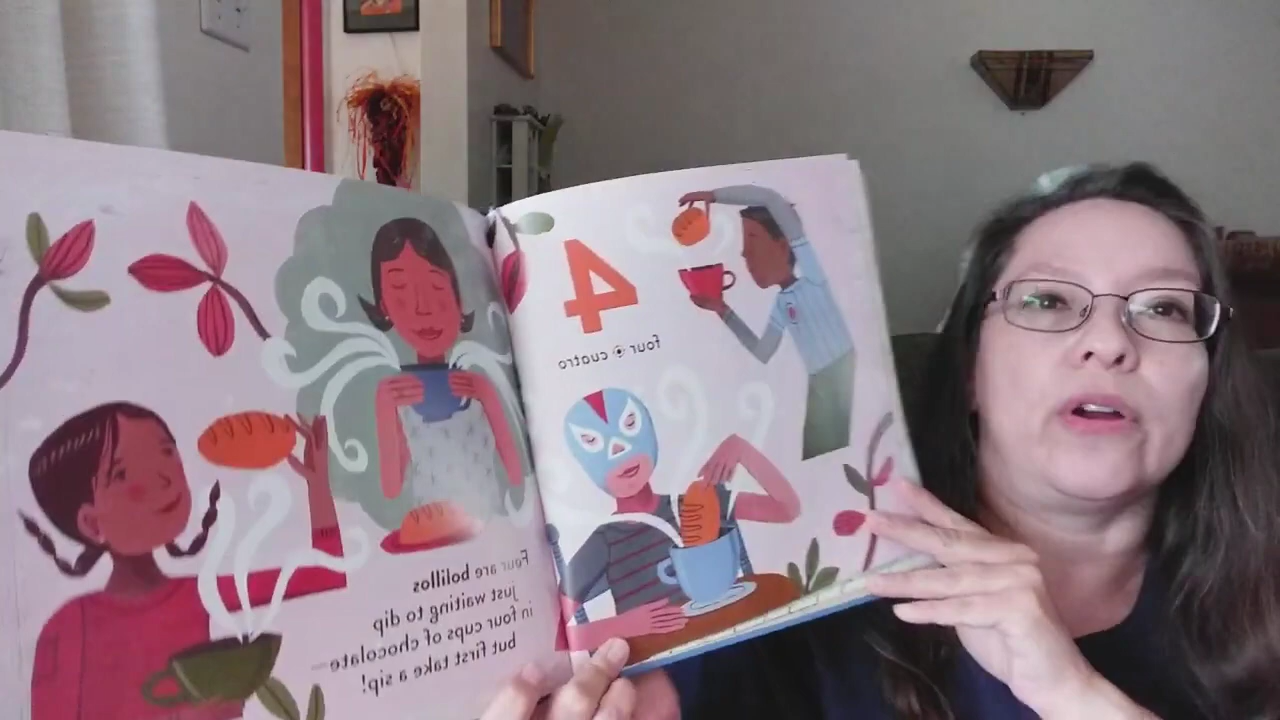 Four are bolillos
just waiting to dip
in four cups of chocolate—
but first take a sip!
4
four cuatro